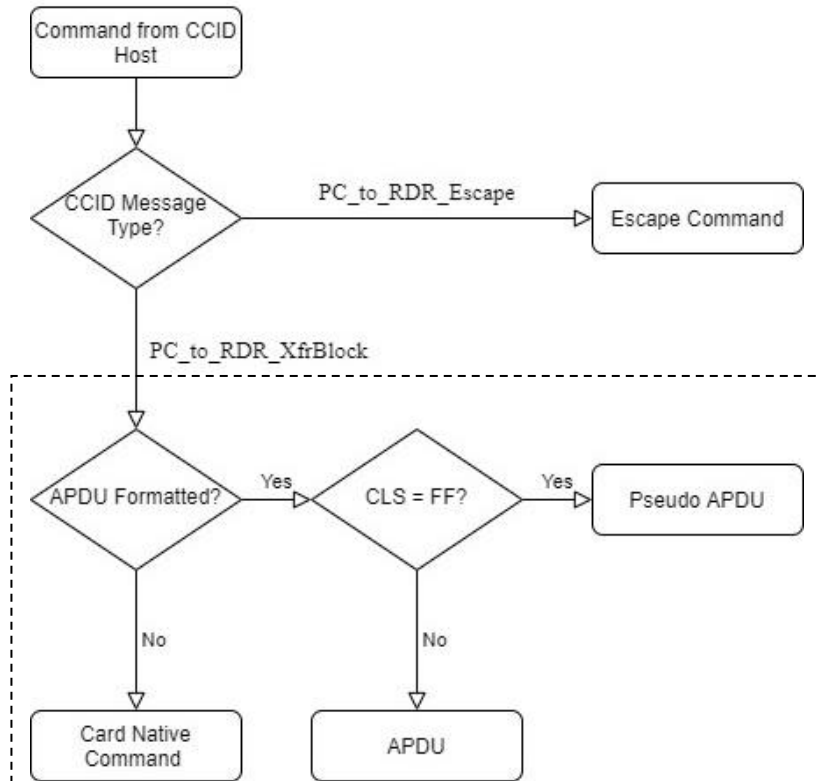 Command from CCID
Host
CCID Message
Type?
PC_to_RDR_Escape
Escape Command
PC_to_RDR_XfrBlock
APDU Formatted?
Yes
CLS = FF?
Yes
Pseudo APDU
No
No
Card Native
Command
APDU